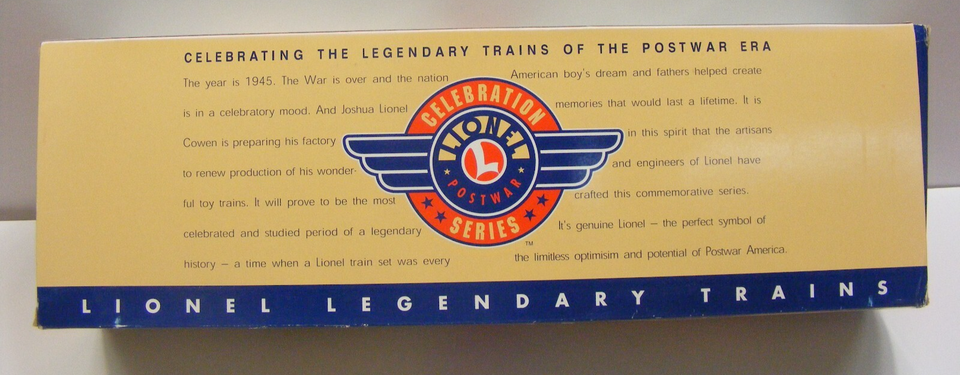 CELEBRATING THE LEGENDARY TRAINS OF THE POSTWAR ERA
The year is 1945. The War is over and the nation
is in a celebratory mood. And Joshua Lionel
Cowen is preparing his factory
to renew production of his wonder-
ful toy trains. It will prove to be the most
celebrated and studied period of a legendary
history – a time when a Lionel train set was every
American boy's dream and fathers helped create
memories that would last a lifetime. It is
in this spirit that the artisans
and engineers of Lionel have
crafted this commemorative series.
It's genuine Lionel – the perfect symbol of
the limitless optimisim and potential of Postwar America.
CELEBRATION
LIONEL
L
POSTWAR
SERIES
TM
LIONEL LEGENDARY TRAINS